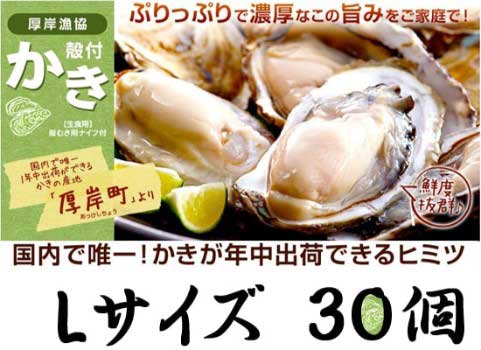 厚岸漁協
殻付
かき
【生食用】
殻むき用ナイフ付
国内で唯一
1年中出荷ができる
かきの産地
「厚岸町」より
あっけしちょう
ぷりっぷりで濃厚なこの旨みをご家庭で!
鮮度
抜群♪
国内で唯一!かきが年中出荷できるヒミツ
Lサイズ 30個